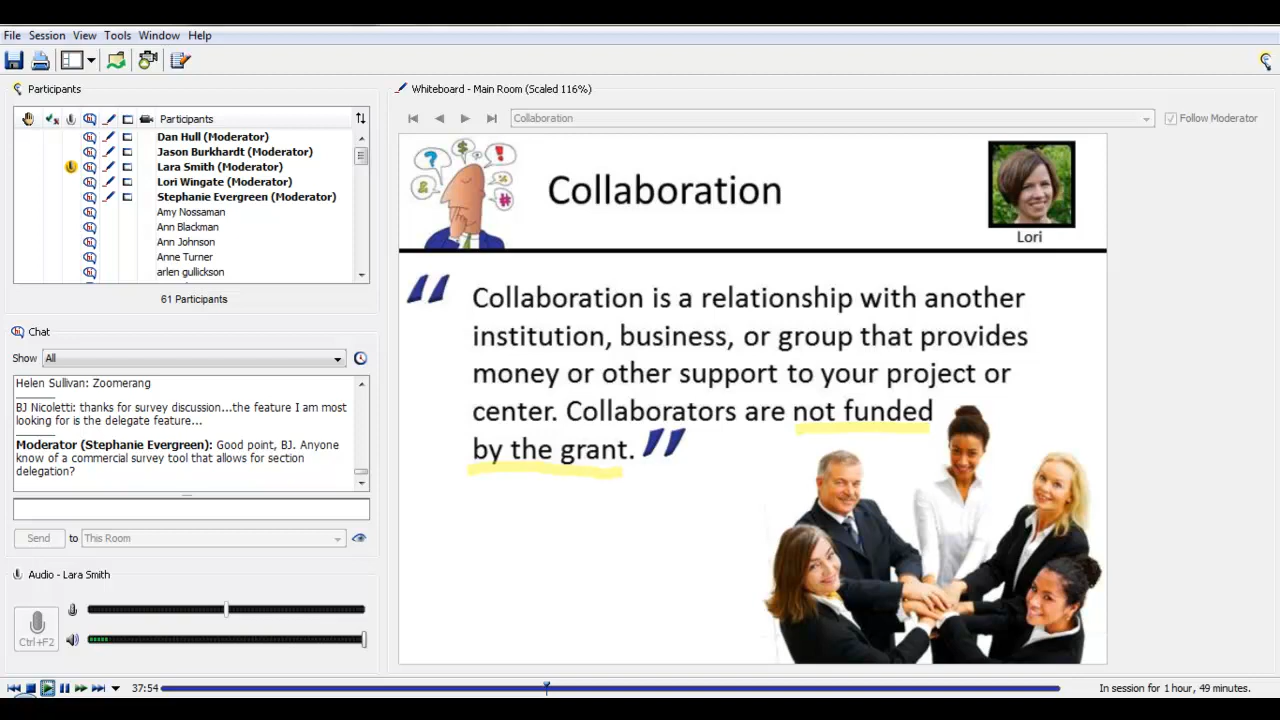 File Session View Tools Window Help
Participants
Participants
Dan Hull (Moderator)
Jason Burkhardt (Moderator)
Lara Smith (Moderator)
Lori Wingate (Moderator)
Stephanie Evergreen (Moderator)
Amy Nossaman
Ann Blackman
Ann Johnson
Anne Turner
arlen gullickson
61 Participants
Chat
Show All
Helen Sullivan: Zoomerang
BJ Nicoletti: thanks for survey discussion...the feature I am most
looking for is the delegate feature...
Moderator (Stephanie Evergreen): Good point, BJ. Anyone
know of a commercial survey tool that allows for section
delegation?
Send to This Room
Audio - Lara Smith
Ctrl+F2
Whiteboard - Main Room (Scaled 116%)
Collaboration
Follow Moderator
? $ ! & % #
Collaboration
Lori
“ Collaboration is a relationship with another
institution, business, or group that provides
money or other support to your project or
center. Collaborators are not funded
by the grant. ”
37:54
In session for 1 hour, 49 minutes.